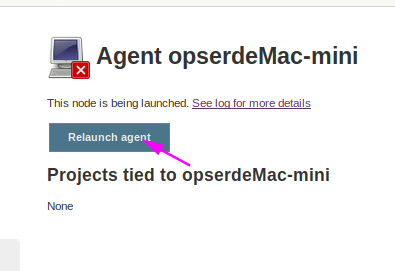 Agent opserdeMac-mini
This node is being launched. See log for more details
Relaunch agent
Projects tied to opserdeMac-mini
None